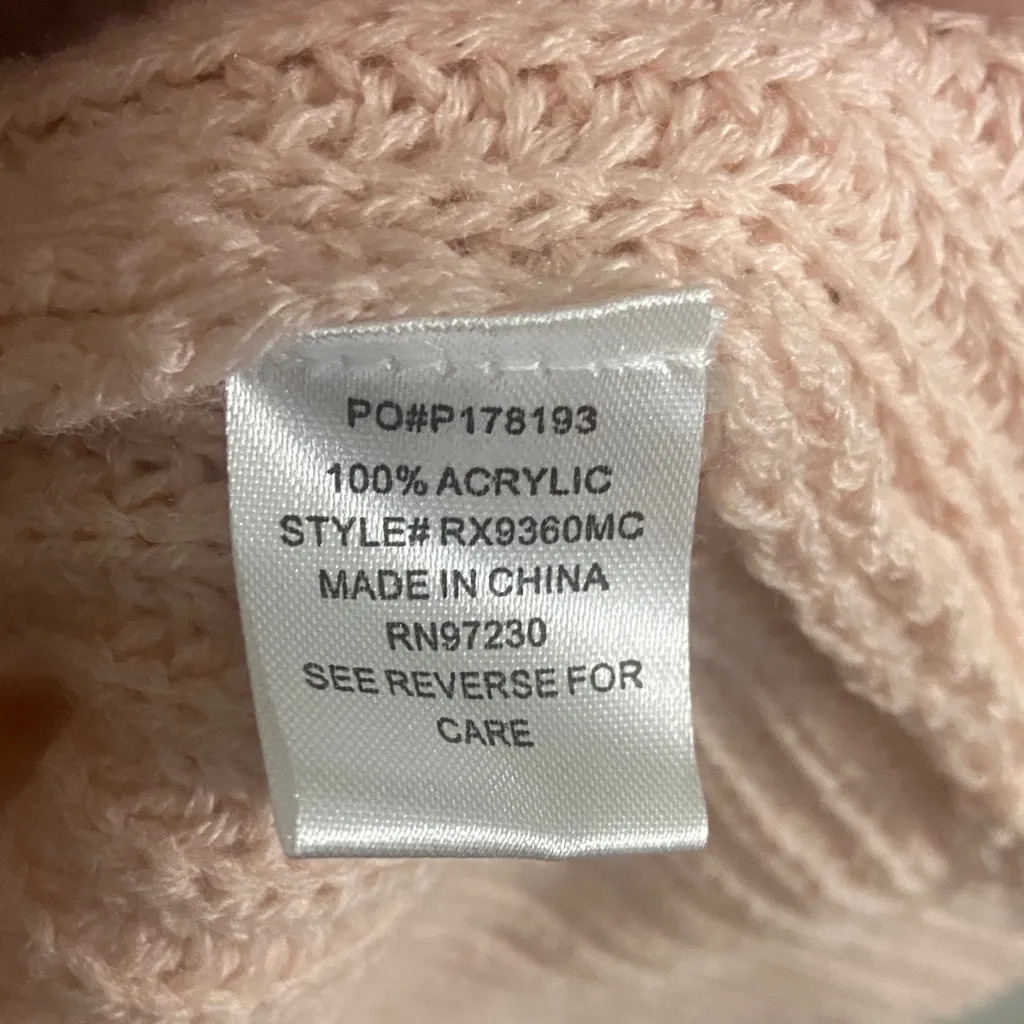 PO#P178193
100% ACRYLIC
STYLE# RX9360MC
MADE IN CHINA
RN97230
SEE REVERSE FOR
CARE